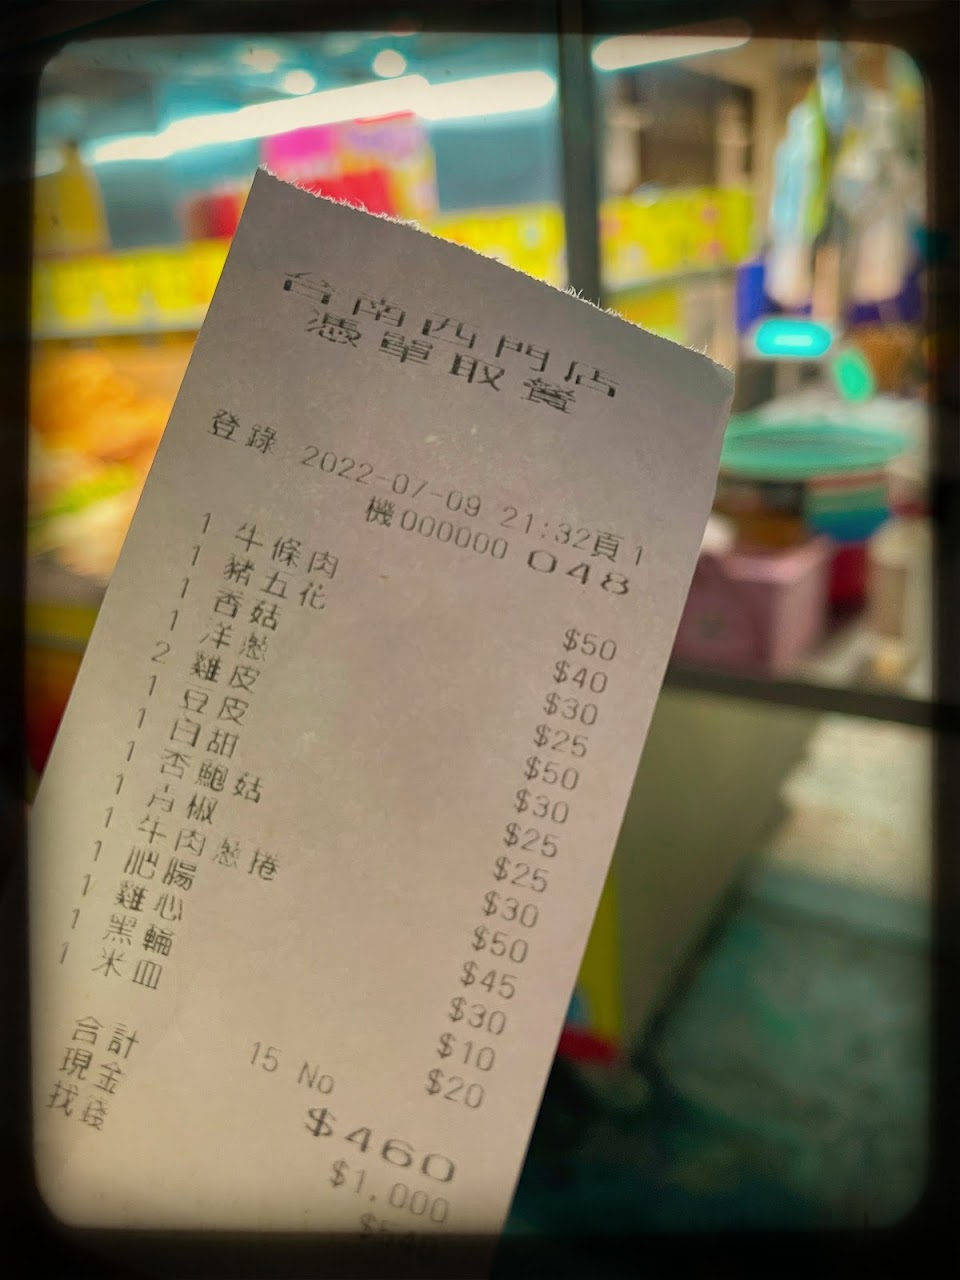 台南西門店
憑單取餐
登錄 2022-07-09 21:32頁 1
機000000 048
1 牛條肉 $50
1 豬五花 $40
1 香菇 $30
1 洋蔥 $25
2 雞皮 $50
1 豆皮 $30
1 白甜 $25
1 杏鮑菇 $25
1 青椒 $30
1 牛肉蔥捲 $50
1 肥腸 $45
1 雞心 $30
1 黑輪 $10
1 米血 $20
15 No
合計 $460
現金 $1,000
找錢 $540